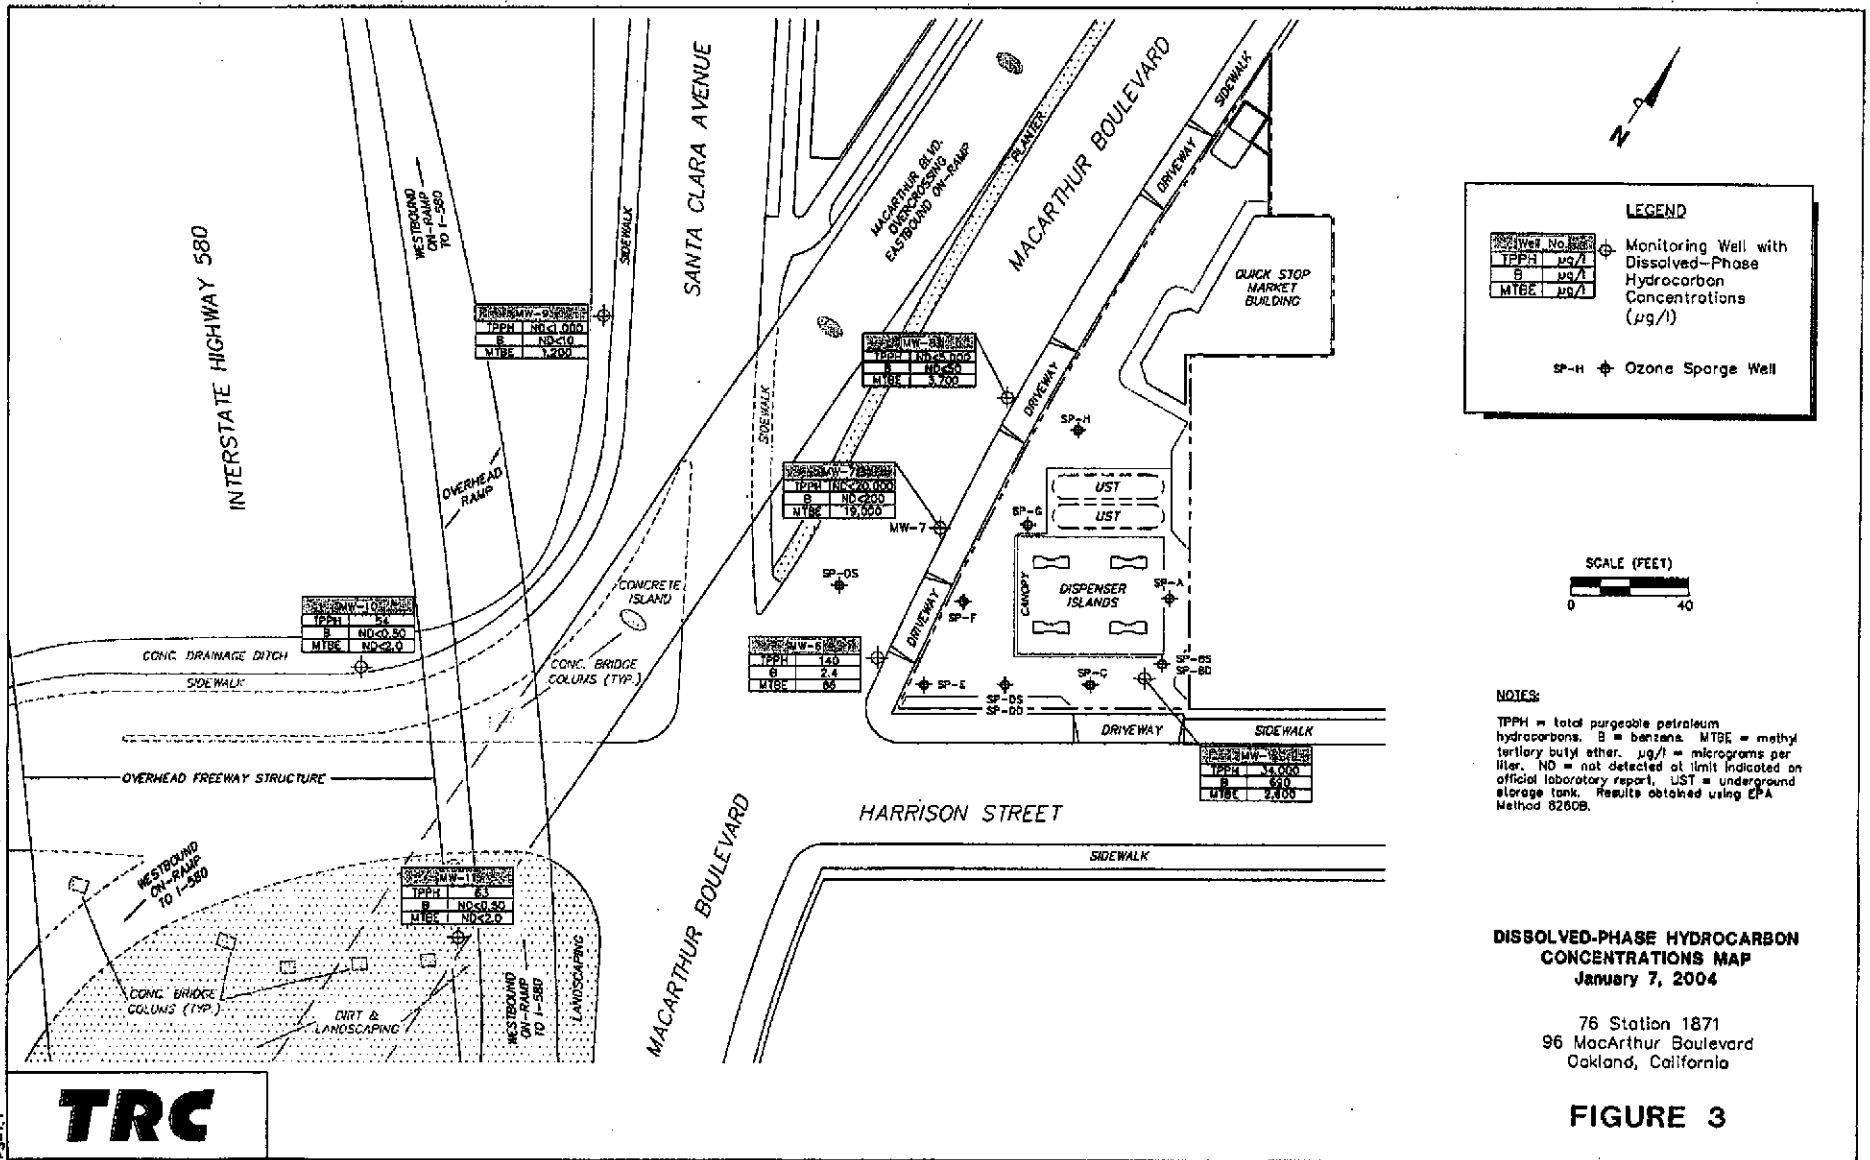 INTERSTATE HIGHWAY 580
WESTBOUND
ON-RAMP
TO I-580
SIDEWALK
SANTA CLARA AVENUE
MACARTHUR BLVD.
OVERCROSSING
EASTBOUND ON-RAMP
PLANTER
MACARTHUR BOULEVARD
SIDEWALK
DRIVEWAY
QUICK STOP
MARKET
BUILDING
N
LEGEND
Well No.
TPPH µg/l
B µg/l
MTBE µg/l
Monitoring Well with
Dissolved-Phase
Hydrocarbon
Concentrations
(µg/l)
SP-H Ozone Sparge Well
MW-9
TPPH ND<1,000
B ND<10
MTBE 1,200
MW-8
TPPH ND<5,000
B ND<50
MTBE 3,700
DRIVEWAY
SIDEWALK
SP-H
OVERHEAD
RAMP
MW-7
TPPH ND<20,000
B ND<200
MTBE 19,000
MW-7
SP-G
UST
UST
CANOPY
DISPENSER
ISLANDS
SP-A
SP-DS
SP-F
DRIVEWAY
SCALE (FEET)
0 40
CONCRETE
ISLAND
MW-10
TPPH 54
B ND<0.50
MTBE ND<2.0
CONC. DRAINAGE DITCH
SIDEWALK
CONC. BRIDGE
COLUMS (TYP.)
MW-6
TPPH 140
B 2.4
MTBE 66
SP-E
SP-DS
SP-DD
SP-C
SP-BS
SP-BD
DRIVEWAY
SIDEWALK
TPPH 34,000
B 690
MTBE 2,600
OVERHEAD FREEWAY STRUCTURE
HARRISON STREET
SIDEWALK
WESTBOUND
ON-RAMP
TO I-580
MW-11
TPPH 63
B ND<0.50
MTBE ND<2.0
MACARTHUR BOULEVARD
CONC. BRIDGE
COLUMS (TYP.)
DIRT &
LANDSCAPING
WESTBOUND
ON-RAMP
TO I-580
LANDSCAPING
NOTES:
TPPH = total purgeable petroleum
hydrocarbons. B = benzene. MTBE = methyl
tertiary butyl ether. µg/l = micrograms per
liter. ND = not detected at limit indicated on
official laboratory report. UST = underground
storage tank. Results obtained using EPA
Method 8260B.
DISSOLVED-PHASE HYDROCARBON
CONCENTRATIONS MAP
January 7, 2004
76 Station 1871
96 MacArthur Boulevard
Oakland, California
TRC
FIGURE 3